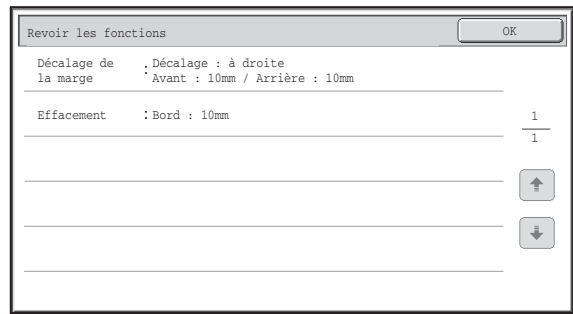 Revoir les fonctions
OK
Décalage de la marge : Décalage : à droite
Avant : 10mm / Arrière : 10mm
Effacement : Bord : 10mm
1
1